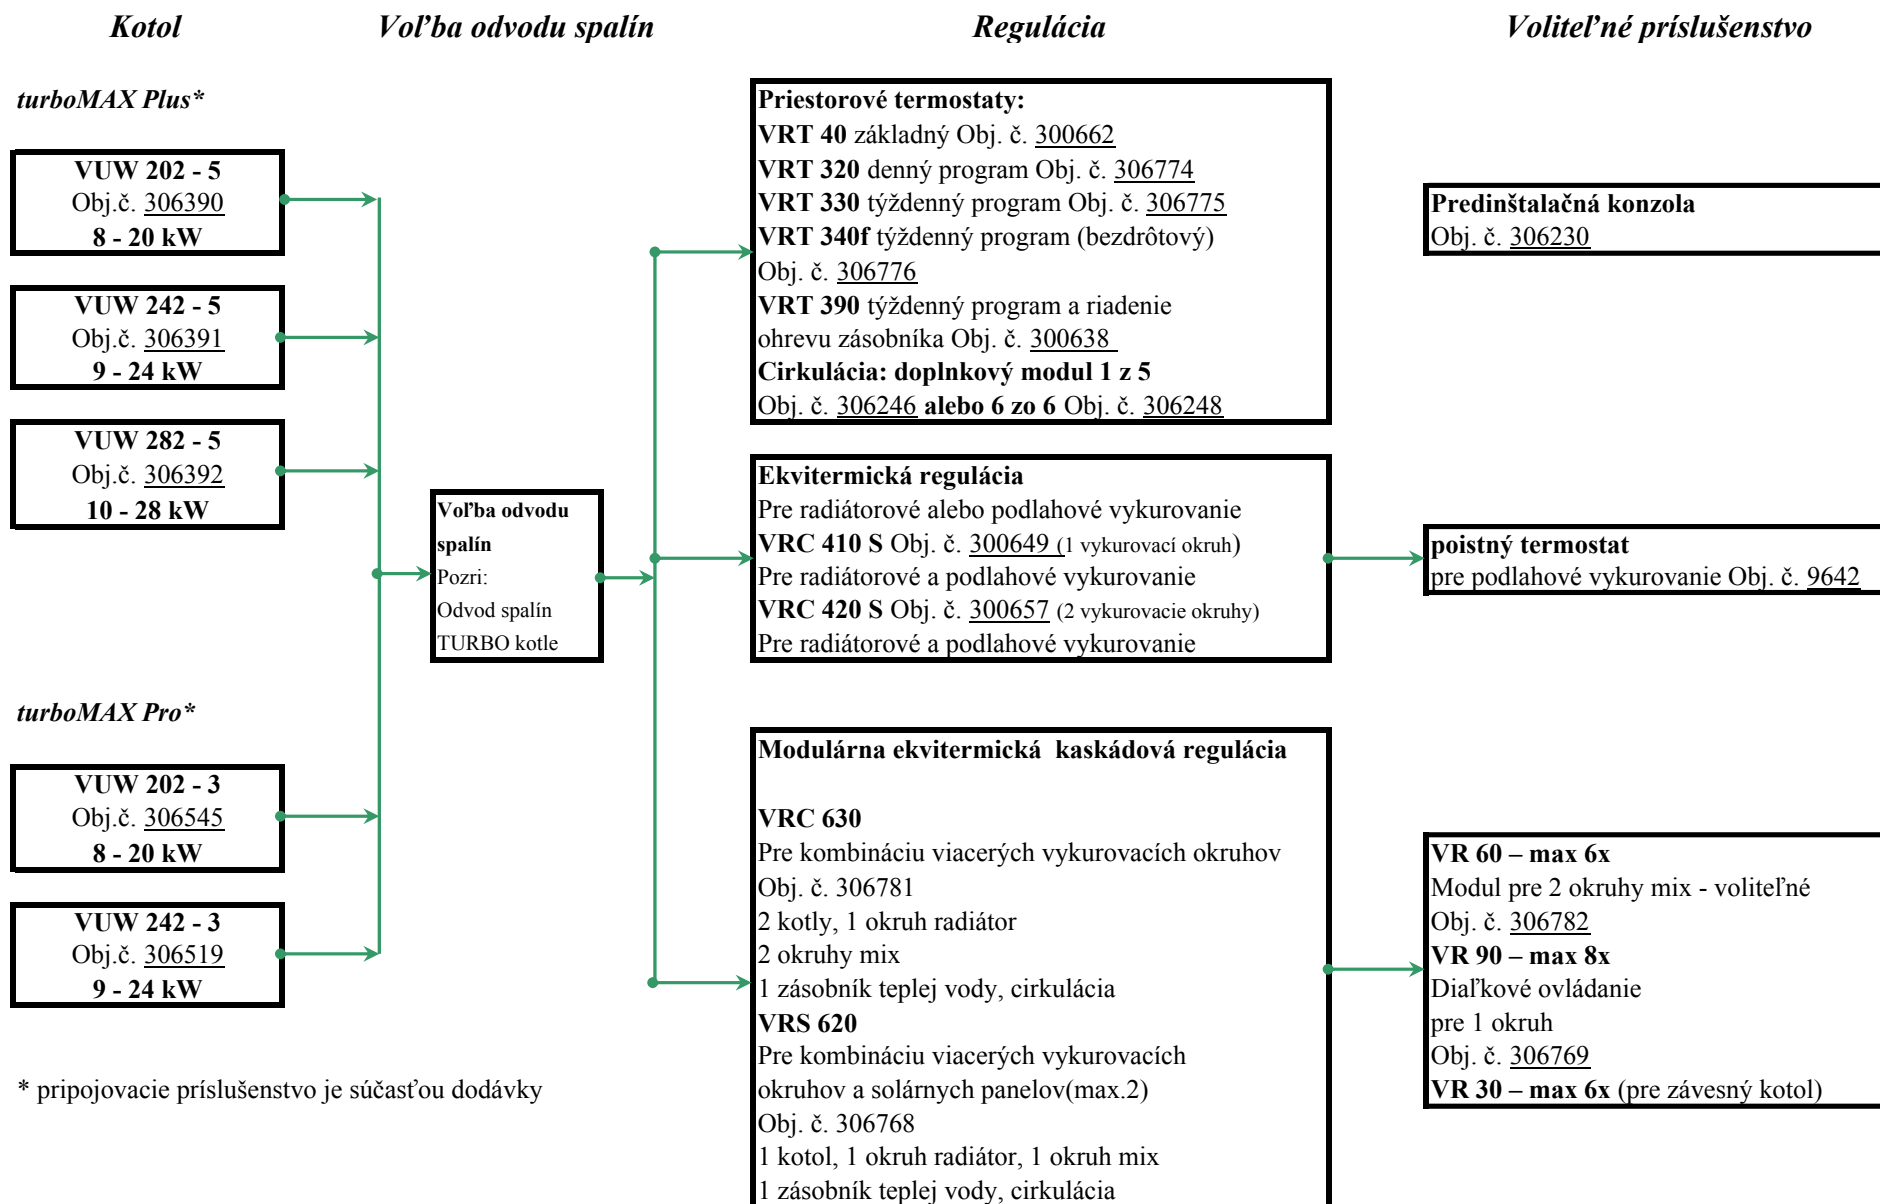 Kotol
Voľba odvodu spalín
Regulácia
Voliteľné príslušenstvo
turboMAX Plus*
VUW 202 - 5
Obj.č. 306390
8 - 20 kW
VUW 242 - 5
Obj.č. 306391
9 - 24 kW
VUW 282 - 5
Obj.č. 306392
10 - 28 kW
turboMAX Pro*
VUW 202 - 3
Obj.č. 306545
8 - 20 kW
VUW 242 - 3
Obj.č. 306519
9 - 24 kW
* pripojovacie príslušenstvo je súčasťou dodávky
Voľba odvodu
spalín
Pozri:
Odvod spalín
TURBO kotle
Priestorové termostaty:
VRT 40 základný Obj. č. 300662
VRT 320 denný program Obj. č. 306774
VRT 330 týždenný program Obj. č. 306775
VRT 340f týždenný program (bezdrôtový)
Obj. č. 306776
VRT 390 týždenný program a riadenie
ohrevu zásobníka Obj. č. 300638
Cirkulácia: doplnkový modul 1 z 5
Obj. č. 306246 alebo 6 zo 6 Obj. č. 306248
Ekvitermická regulácia
Pre radiátorové alebo podlahové vykurovanie
VRC 410 S Obj. č. 300649 (1 vykurovací okruh)
Pre radiátorové a podlahové vykurovanie
VRC 420 S Obj. č. 300657 (2 vykurovacie okruhy)
Pre radiátorové a podlahové vykurovanie
Modulárna ekvitermická  kaskádová regulácia
VRC 630
Pre kombináciu viacerých vykurovacích okruhov
Obj. č. 306781
2 kotly, 1 okruh radiátor
2 okruhy mix
1 zásobník teplej vody, cirkulácia
VRS 620
Pre kombináciu viacerých vykurovacích
okruhov a solárnych panelov(max.2)
Obj. č. 306768
1 kotol, 1 okruh radiátor, 1 okruh mix
1 zásobník teplej vody, cirkulácia
Predinštalačná konzola
Obj. č. 306230
poistný termostat
pre podlahové vykurovanie Obj. č. 9642
VR 60 – max 6x
Modul pre 2 okruhy mix - voliteľné
Obj. č. 306782
VR 90 – max 8x
Diaľkové ovládanie
pre 1 okruh
Obj. č. 306769
VR 30 – max 6x (pre závesný kotol)